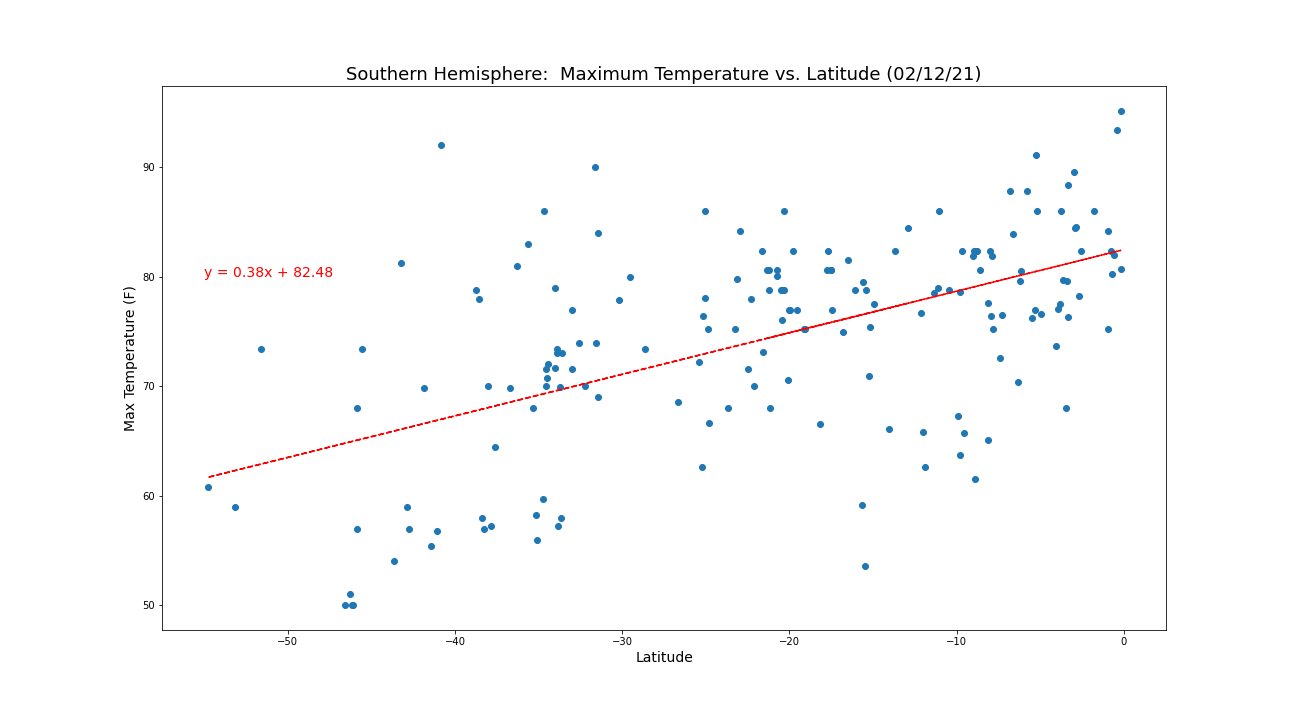 Southern Hemisphere:  Maximum Temperature vs. Latitude (02/12/21)
90
80
70
60
50
Max Temperature (F)
y = 0.38x + 82.48
−50
−40
−30
−20
−10
0
Latitude